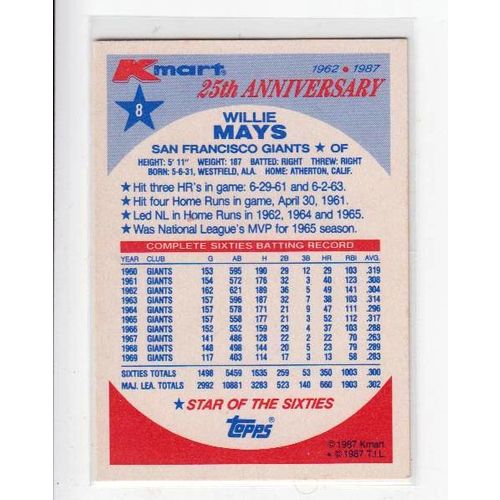 Kmart® 1962 • 1987
25th ANNIVERSARY
8
WILLIE
MAYS
SAN FRANCISCO GIANTS ★ OF
HEIGHT: 5' 11" WEIGHT: 187 BATTED: RIGHT THREW: RIGHT
BORN: 5-6-31, WESTFIELD, ALA. HOME: ATHERTON, CALIF.
★ Hit three HR's in game: 6-29-61 and 6-2-63.
★ Hit four Home Runs in game, April 30, 1961.
★ Led NL in Home Runs in 1962, 1964 and 1965.
★ Was National League's MVP for 1965 season.
COMPLETE SIXTIES BATTING RECORD
YEAR CLUB G AB H 2B 3B HR RBI AVG.
1960 GIANTS 153 595 190 29 12 29 103 .319
1961 GIANTS 154 572 176 32 3 40 123 .308
1962 GIANTS 162 621 189 36 5 49 141 .304
1963 GIANTS 157 596 187 32 7 38 103 .314
1964 GIANTS 157 578 171 21 9 47 111 .296
1965 GIANTS 157 558 177 21 3 52 112 .317
1966 GIANTS 152 552 159 29 4 37 103 .288
1967 GIANTS 141 486 128 22 2 22 70 .263
1968 GIANTS 148 498 144 20 5 23 79 .289
1969 GIANTS 117 403 114 17 3 13 58 .283
SIXTIES TOTALS 1498 5459 1535 259 53 350 1003 .300
MAJ. LEA. TOTALS 2992 10881 3283 523 140 660 1903 .302
★ STAR OF THE SIXTIES
Topps®
© 1987 Kmart
★ © 1987 T.I.L.